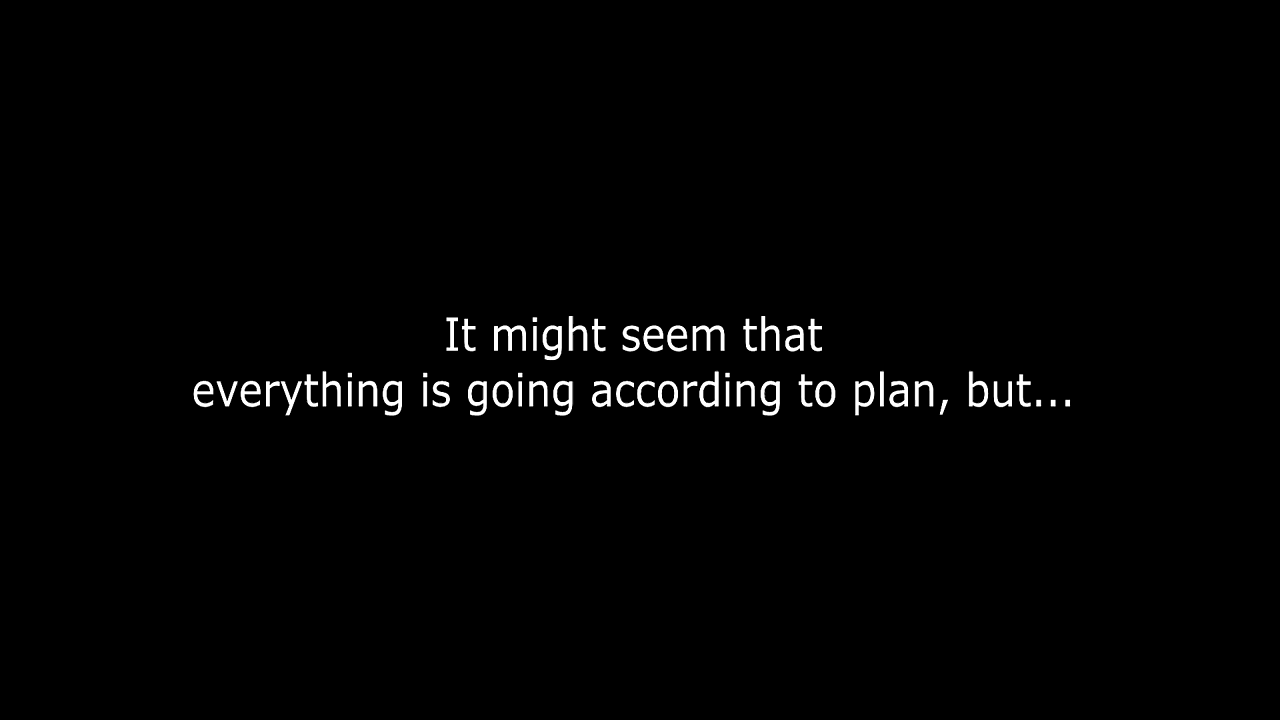 It might seem that
everything is going according to plan, but...